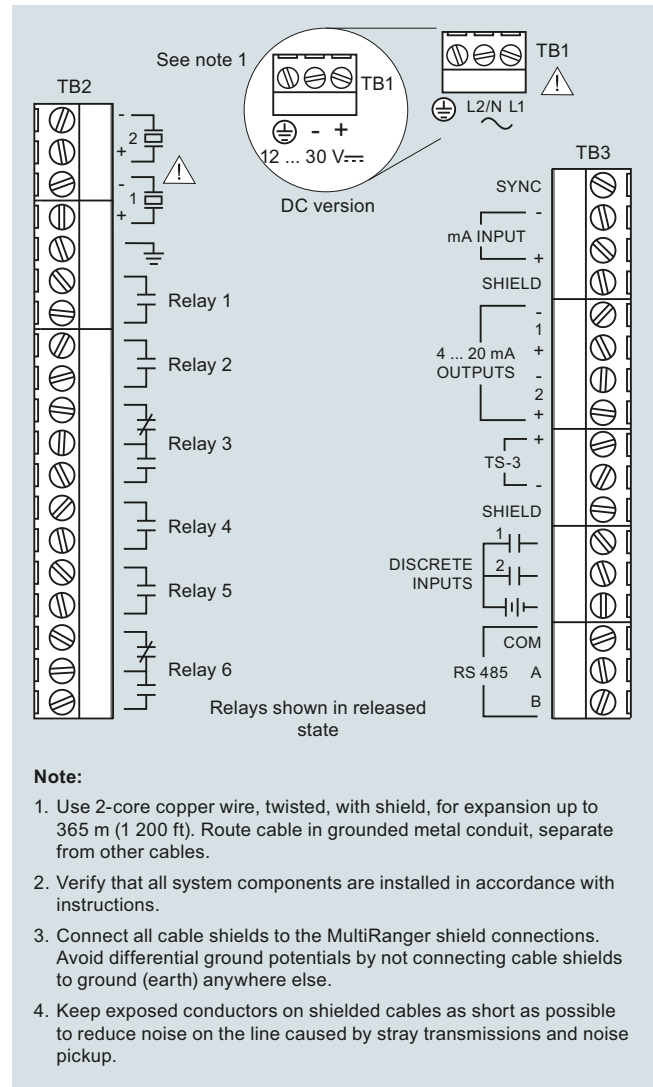 See note 1
TB1
TB1
TB2
L2/N L1
- +
12 ... 30 V
DC version
TB3
-
2
+
-
1
+
Relay 1
Relay 2
Relay 3
Relay 4
Relay 5
Relay 6
SYNC
-
mA INPUT
+
SHIELD
-
1
4 ... 20 mA
+
OUTPUTS
-
2
+
+
TS-3
-
SHIELD
1
DISCRETE
2
INPUTS
COM
RS 485 A
B
Relays shown in released
state
Note:
1. Use 2-core copper wire, twisted, with shield, for expansion up to
365 m (1 200 ft). Route cable in grounded metal conduit, separate
from other cables.
2. Verify that all system components are installed in accordance with
instructions.
3. Connect all cable shields to the MultiRanger shield connections.
Avoid differential ground potentials by not connecting cable shields
to ground (earth) anywhere else.
4. Keep exposed conductors on shielded cables as short as possible
to reduce noise on the line caused by stray transmissions and noise
pickup.